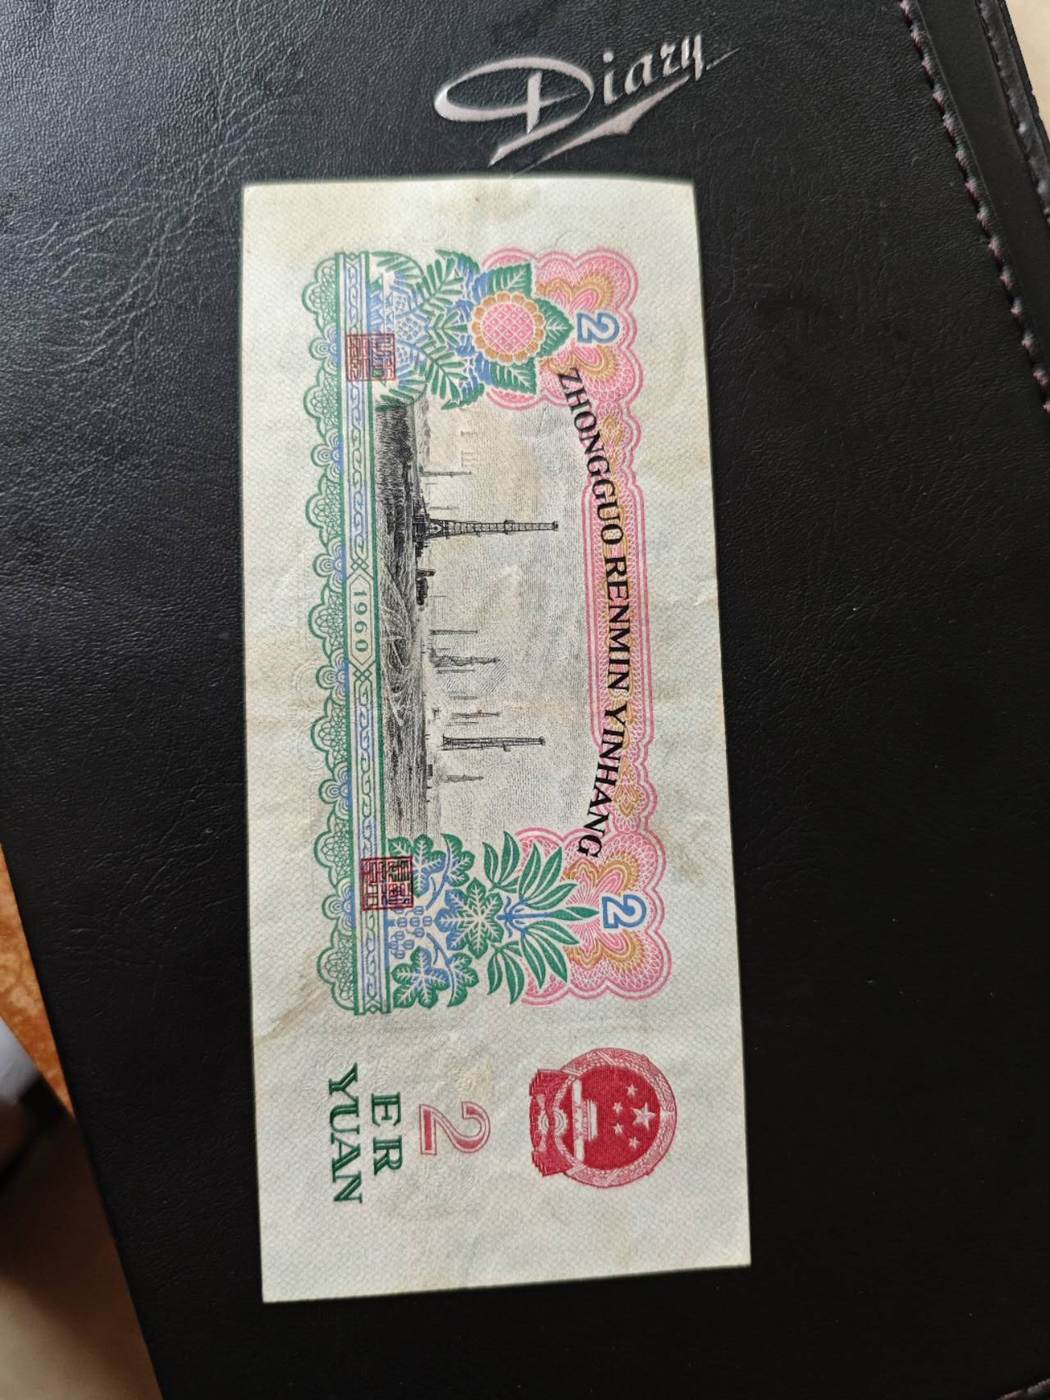 Diary
ZHONGGUO RENMIN YINHANG
2
2
1960
2
ER
YUAN